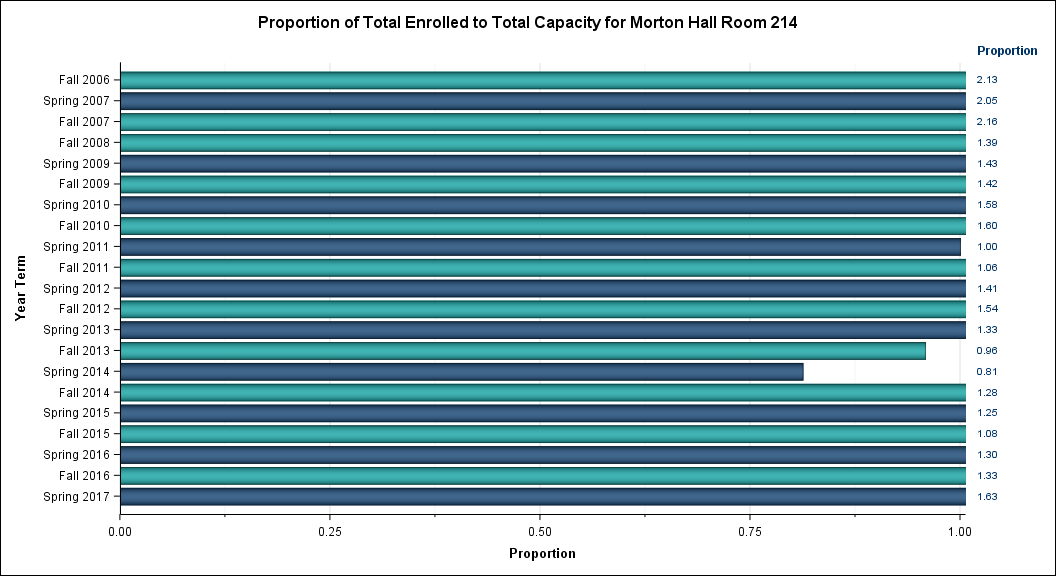 Proportion of Total Enrolled to Total Capacity for Morton Hall Room 214
Proportion
Fall 2006 2.13
Spring 2007 2.05
Fall 2007 2.16
Fall 2008 1.39
Spring 2009 1.43
Fall 2009 1.42
Spring 2010 1.58
Fall 2010 1.60
Spring 2011 1.00
Fall 2011 1.06
Spring 2012 1.41
Fall 2012 1.54
Spring 2013 1.33
Fall 2013 0.96
Spring 2014 0.81
Fall 2014 1.28
Spring 2015 1.25
Fall 2015 1.08
Spring 2016 1.30
Fall 2016 1.33
Spring 2017 1.63
Year Term
0.00 0.25 0.50 0.75 1.00
Proportion